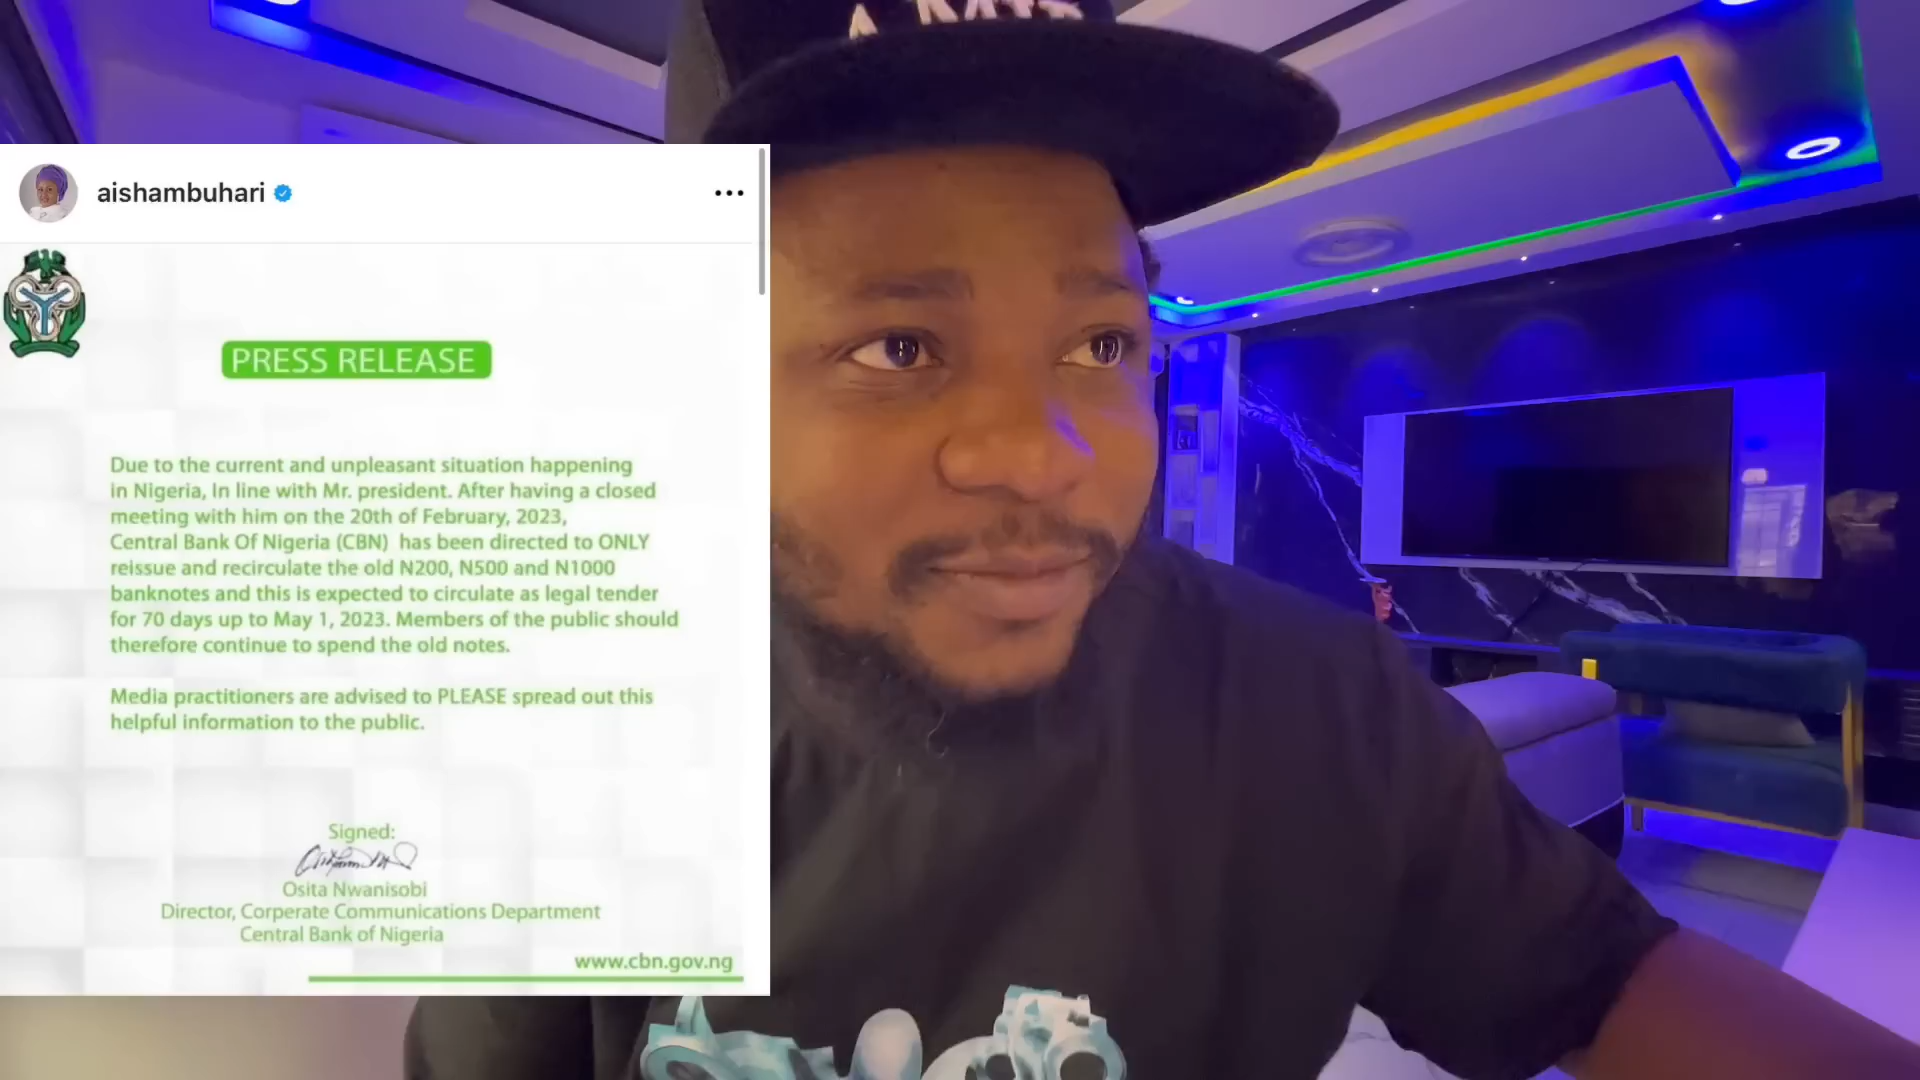 aishambuhari
PRESS RELEASE
Due to the current and unpleasant situation happening
in Nigeria, In line with Mr. president. After having a closed
meeting with him on the 20th of February, 2023,
Central Bank Of Nigeria (CBN) has been directed to ONLY
reissue and recirculate the old N200, N500 and N1000
banknotes and this is expected to circulate as legal tender
for 70 days up to May 1, 2023. Members of the public should
therefore continue to spend the old notes.
Media practitioners are advised to PLEASE spread out this
helpful information to the public.
Signed:
Osita Nwanisobi
Director, Corperate Communications Department
Central Bank of Nigeria
www.cbn.gov.ng